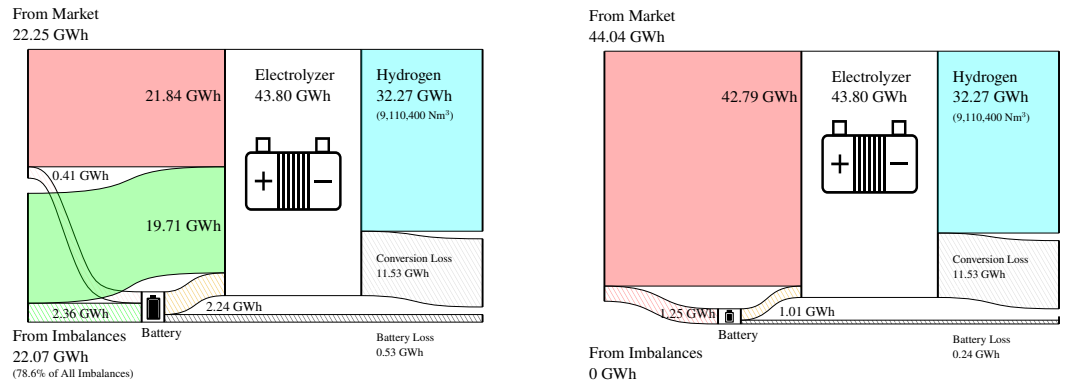 From Market
22.25 GWh
21.84 GWh
0.41 GWh
19.71 GWh
2.36 GWh
2.24 GWh
Electrolyzer
43.80 GWh
Hydrogen
32.27 GWh
(9,110,400 Nm³)
Conversion Loss
11.53 GWh
Battery
From Imbalances
22.07 GWh
(78.6% of All Imbalances)
Battery Loss
0.53 GWh
From Market
44.04 GWh
42.79 GWh
Electrolyzer
43.80 GWh
Hydrogen
32.27 GWh
(9,110,400 Nm³)
Conversion Loss
11.53 GWh
1.25 GWh
1.01 GWh
Battery
From Imbalances
0 GWh
Battery Loss
0.24 GWh